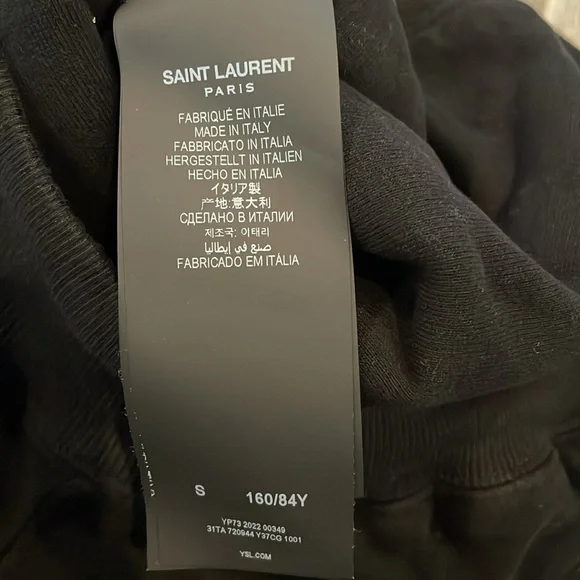 SAINT LAURENT
PARIS
FABRIQUÉ EN ITALIE
MADE IN ITALY
FABBRICATO IN ITALIA
HERGESTELLT IN ITALIEN
HECHO EN ITALIA
イタリア製
产地:意大利
СДЕЛАНО В ИТАЛИИ
제조국: 이태리
صنع في إيطاليا
FABRICADO EM ITÁLIA
S 160/84Y
YP73 2022 00349
31TA 720944 Y37CG 1001
YSL.COM